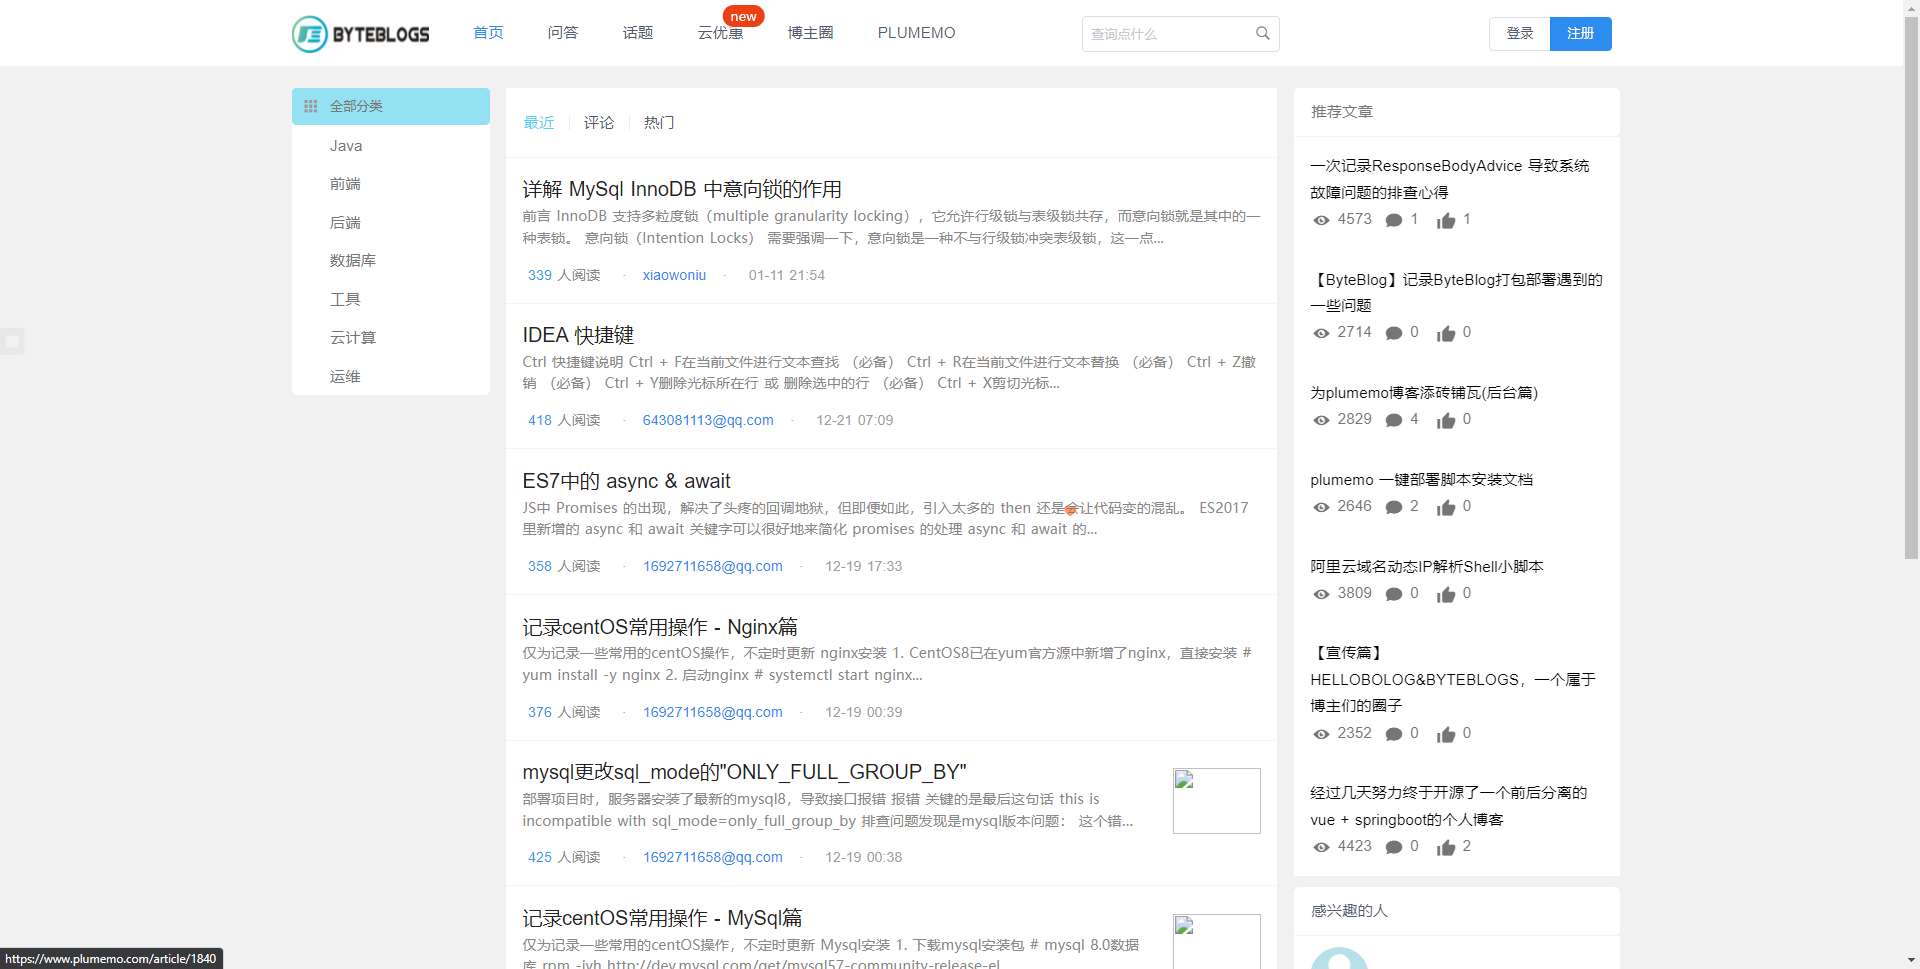 BYTEBLOGS
首页
问答
话题
云优惠
new
博主圈
PLUMEMO
查询点什么
登录
注册
全部分类
Java
前端
后端
数据库
工具
云计算
运维
最近
评论
热门
详解 MySql InnoDB 中意向锁的作用
前言 InnoDB 支持多粒度锁（multiple granularity locking），它允许行级锁与表级锁共存，而意向锁就是其中的一
种表锁。 意向锁（Intention Locks） 需要强调一下，意向锁是一种不与行级锁冲突表级锁，这一点...
339 人阅读 · xiaowoniu · 01-11 21:54
IDEA 快捷键
Ctrl 快捷键说明 Ctrl + F在当前文件进行文本查找 （必备） Ctrl + R在当前文件进行文本替换 （必备） Ctrl + Z撤
销 （必备） Ctrl + Y删除光标所在行 或 删除选中的行 （必备） Ctrl + X剪切光标...
418 人阅读 · 643081113@qq.com · 12-21 07:09
ES7中的 async & await
JS中 Promises 的出现，解决了头疼的回调地狱，但即便如此，引入太多的 then 还是会让代码变的混乱。 ES2017
里新增的 async 和 await 关键字可以很好地来简化 promises 的处理 async 和 await 的...
358 人阅读 · 1692711658@qq.com · 12-19 17:33
记录centOS常用操作 - Nginx篇
仅为记录一些常用的centOS操作，不定时更新 nginx安装 1. CentOS8已在yum官方源中新增了nginx，直接安装 #
yum install -y nginx 2. 启动nginx # systemctl start nginx...
376 人阅读 · 1692711658@qq.com · 12-19 00:39
mysql更改sql_mode的"ONLY_FULL_GROUP_BY"
部署项目时，服务器安装了最新的mysql8，导致接口报错 报错 关键的是最后这句话 this is
incompatible with sql_mode=only_full_group_by 排查问题发现是mysql版本问题： 这个错...
425 人阅读 · 1692711658@qq.com · 12-19 00:38
记录centOS常用操作 - MySql篇
仅为记录一些常用的centOS操作，不定时更新 Mysql安装 1. 下载mysql安装包 # mysql 8.0数据
库 rpm -ivh http://dev.mysql.com/get/mysql57-community-release-el
推荐文章
一次记录ResponseBodyAdvice 导致系统
故障问题的排查心得
4573 1 1
【ByteBlog】记录ByteBlog打包部署遇到的
一些问题
2714 0 0
为plumemo博客添砖铺瓦(后台篇)
2829 4 0
plumemo 一键部署脚本安装文档
2646 2 0
阿里云域名动态IP解析Shell小脚本
3809 0 0
【宣传篇】
HELLOBOLOG&BYTEBLOGS，一个属于
博主们的圈子
2352 0 0
经过几天努力终于开源了一个前后分离的
vue + springboot的个人博客
4423 0 2
感兴趣的人
https://www.plumemo.com/article/1840